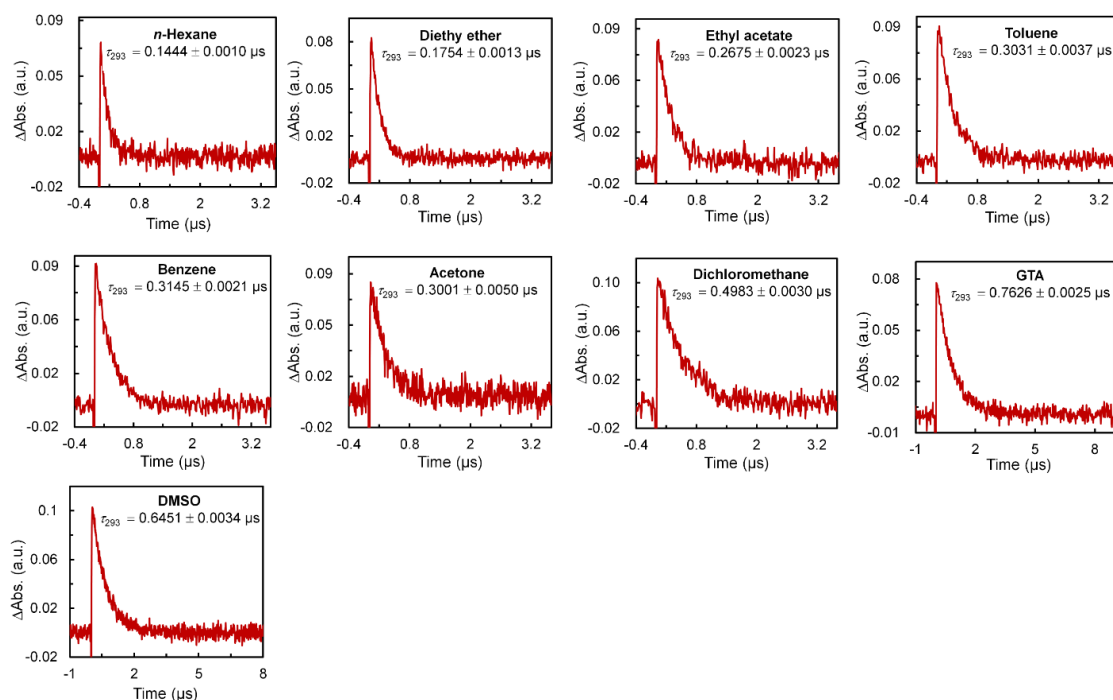 n-Hexane
τ293 = 0.1444 ± 0.0010 µs
ΔAbs. (a.u.)
0.09
0.05
0.02
-0.02
-0.4
0.8
2
3.2
Time (µs)
Diethy ether
τ293 = 0.1754 ± 0.0013 µs
ΔAbs. (a.u.)
0.08
0.05
0.02
-0.02
-0.4
0.8
2
3.2
Time (µs)
Ethyl acetate
τ293 = 0.2675 ± 0.0023 µs
ΔAbs. (a.u.)
0.09
0.05
0.02
-0.02
-0.4
0.8
2
3.2
Time (µs)
Toluene
τ293 = 0.3031 ± 0.0037 µs
ΔAbs. (a.u.)
0.09
0.05
0.02
-0.02
-0.4
0.8
2
3.2
Time (µs)
Benzene
τ293 = 0.3145 ± 0.0021 µs
ΔAbs. (a.u.)
0.09
0.05
0.02
-0.02
-0.4
0.8
2
3.2
Time (µs)
Acetone
τ293 = 0.3001 ± 0.0050 µs
ΔAbs. (a.u.)
0.09
0.05
0.02
-0.02
-0.4
0.8
2
3.2
Time (µs)
Dichloromethane
τ293 = 0.4983 ± 0.0030 µs
ΔAbs. (a.u.)
0.10
0.06
0.02
-0.02
-0.4
0.8
2
3.2
Time (µs)
GTA
τ293 = 0.7626 ± 0.0025 µs
ΔAbs. (a.u.)
0.08
0.05
0.02
-0.01
-1
2
5
8
Time (µs)
DMSO
τ293 = 0.6451 ± 0.0034 µs
ΔAbs. (a.u.)
0.1
0.06
0.02
-0.02
-1
2
5
8
Time (µs)